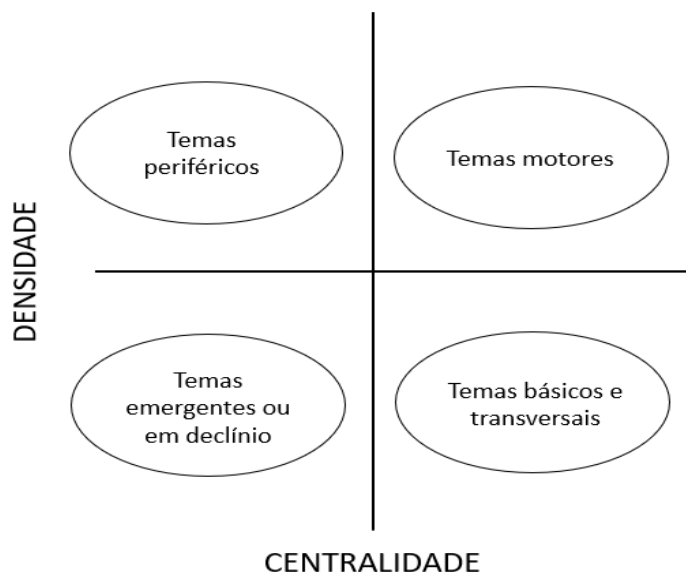 Temas
periféricos
Temas motores
DENSIDADE
Temas
emergentes ou
em declínio
Temas básicos e
transversais
CENTRALIDADE